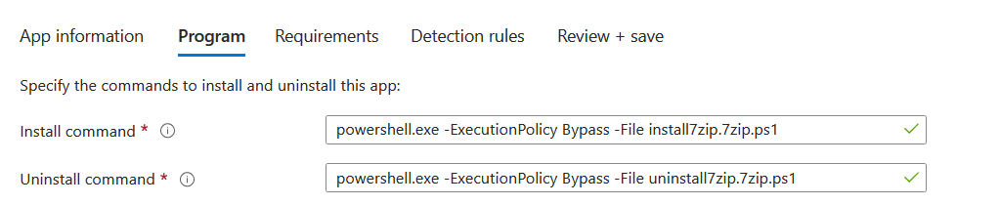 App information Program Requirements Detection rules Review + save
Specify the commands to install and uninstall this app:
Install command * powershell.exe -ExecutionPolicy Bypass -File install7zip.7zip.ps1
Uninstall command * powershell.exe -ExecutionPolicy Bypass -File uninstall7zip.7zip.ps1